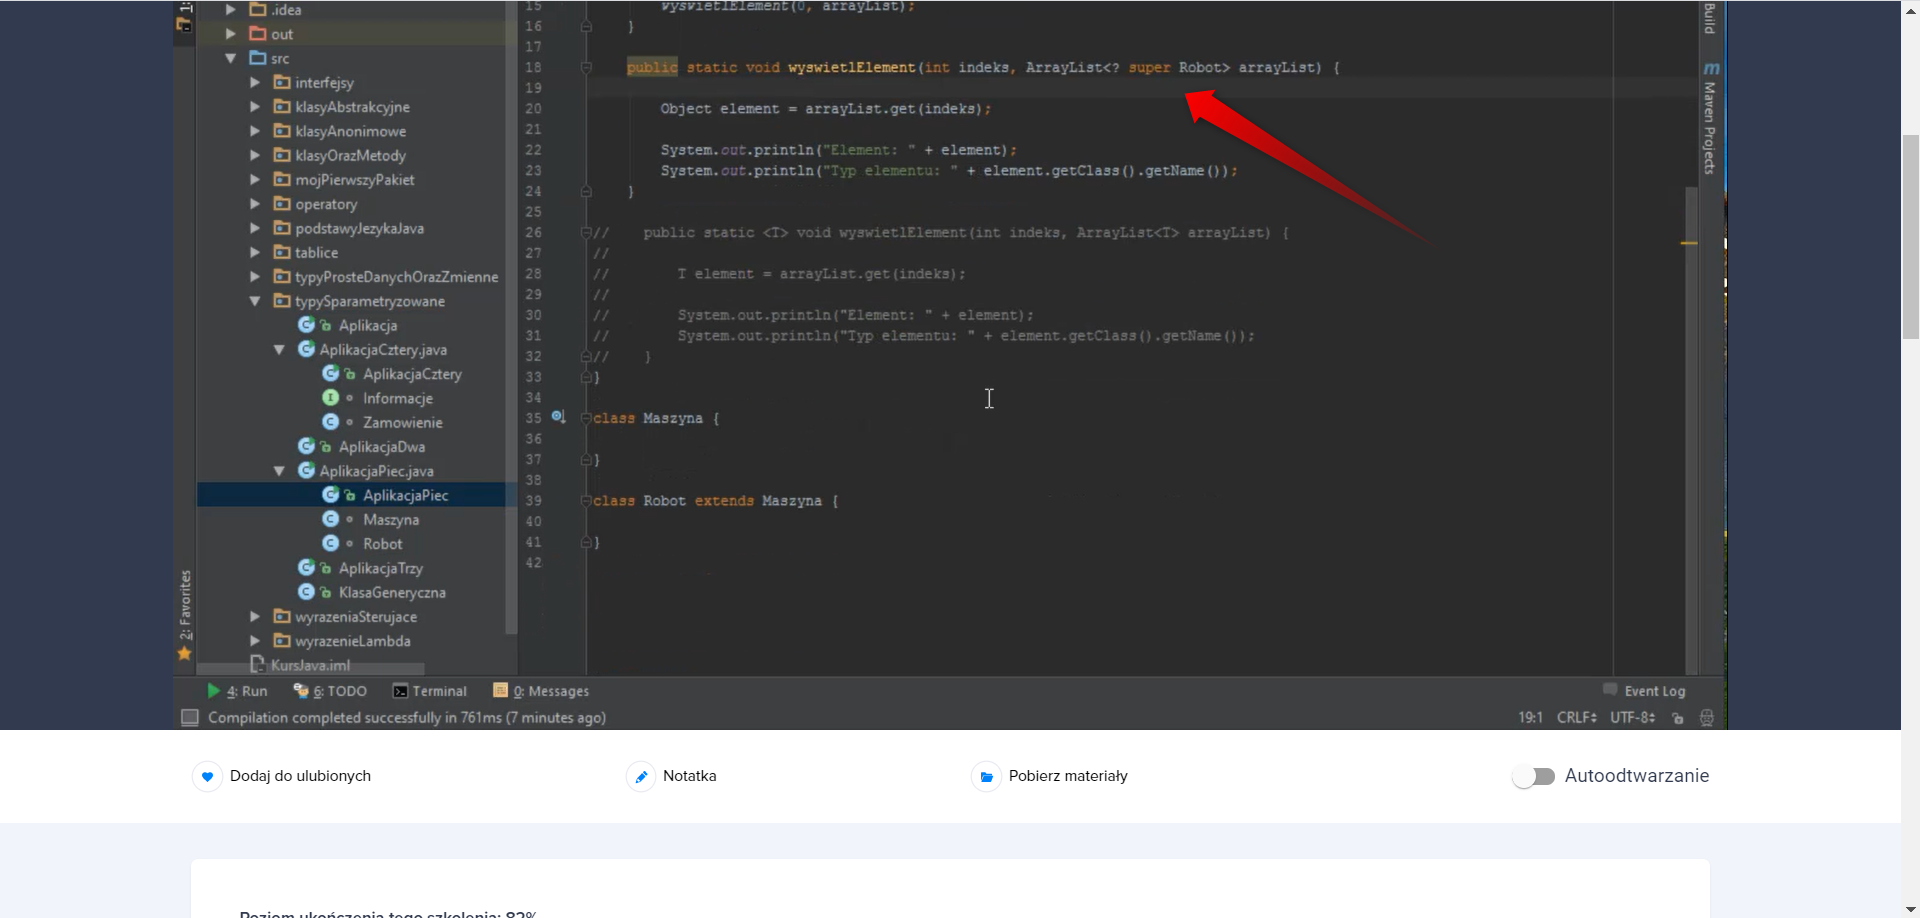 1:
.idea
out
src
interfejsy
klasyAbstrakcyjne
klasyAnonimowe
klasyOrazMetody
mojPierwszyPakiet
operatory
podstawyJezykaJava
tablice
typyProsteDanychOrazZmienne
typySparametryzowane
Aplikacja
AplikacjaCztery.java
AplikacjaCztery
Informacje
Zamowienie
AplikacjaDwa
AplikacjaPiec.java
AplikacjaPiec
Maszyna
Robot
AplikacjaTrzy
KlasaGeneryczna
wyrazeniaSterujace
wyrazenieLambda
KursJava.iml
2: Favorites
15 wyswietlElement(0, arrayList);
16 }
17
18 public static void wyswietlElement(int indeks, ArrayList<? super Robot> arrayList) {
19
20 Object element = arrayList.get(indeks);
21
22 System.out.println("Element: " + element);
23 System.out.println("Typ elementu: " + element.getClass().getName());
24 }
25
26 // public static <T> void wyswietlElement(int indeks, ArrayList<T> arrayList) {
27 //
28 // T element = arrayList.get(indeks);
29 //
30 // System.out.println("Element: " + element);
31 // System.out.println("Typ elementu: " + element.getClass().getName());
32 // }
33 }
34
35 class Maszyna {
36
37 }
38
39 class Robot extends Maszyna {
40
41 }
42
Build
m Maven Projects
4: Run 6: TODO Terminal 0: Messages Event Log
Compilation completed successfully in 761ms (7 minutes ago) 19:1 CRLF UTF-8
Dodaj do ulubionych Notatka Pobierz materiały Autoodtwarzanie
Poziom ukończenia tego szkolenia: 82%